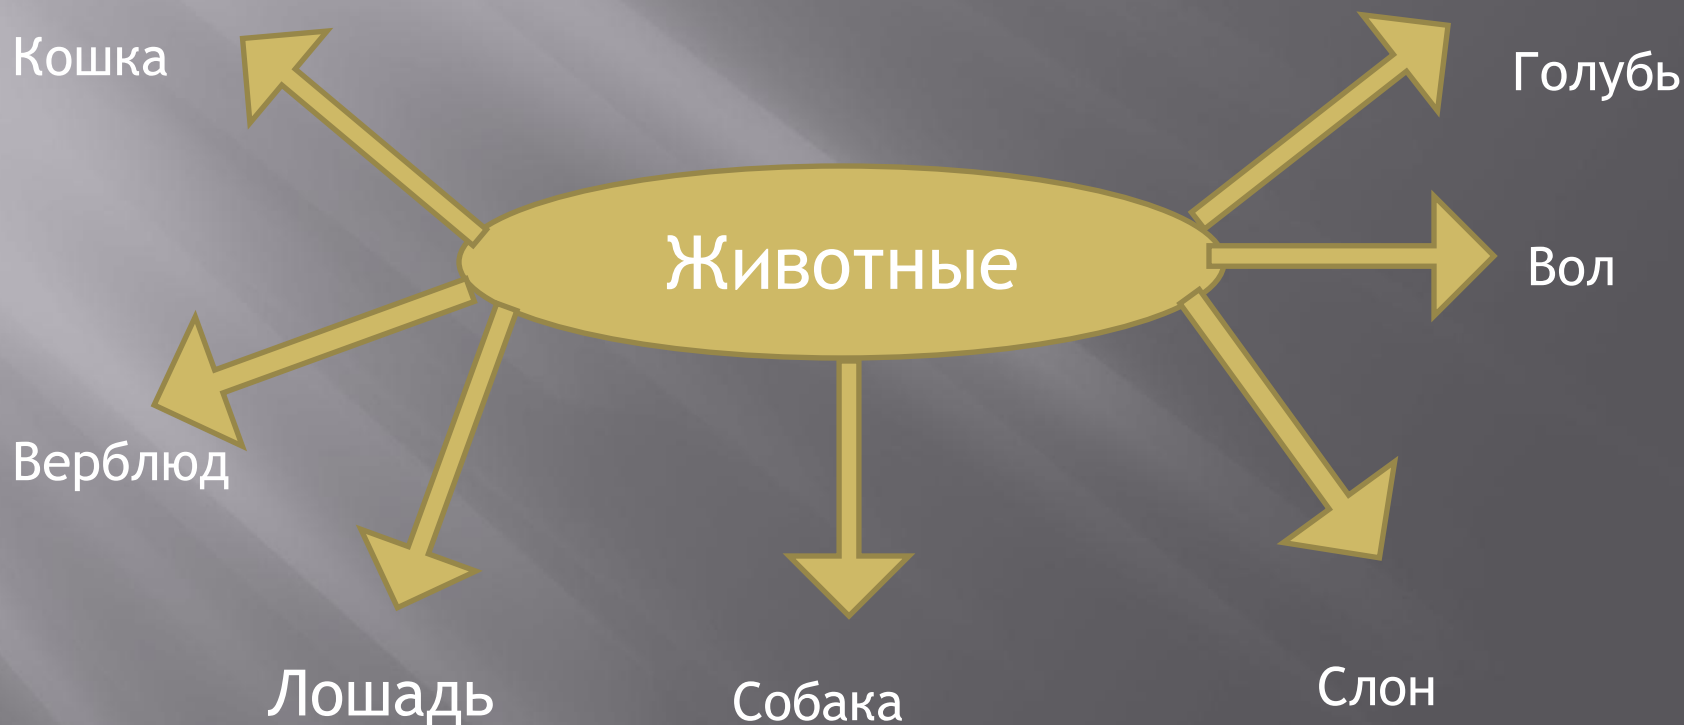 Кошка
Голубь
Животные
Вол
Верблюд
Лошадь
Собака
Слон